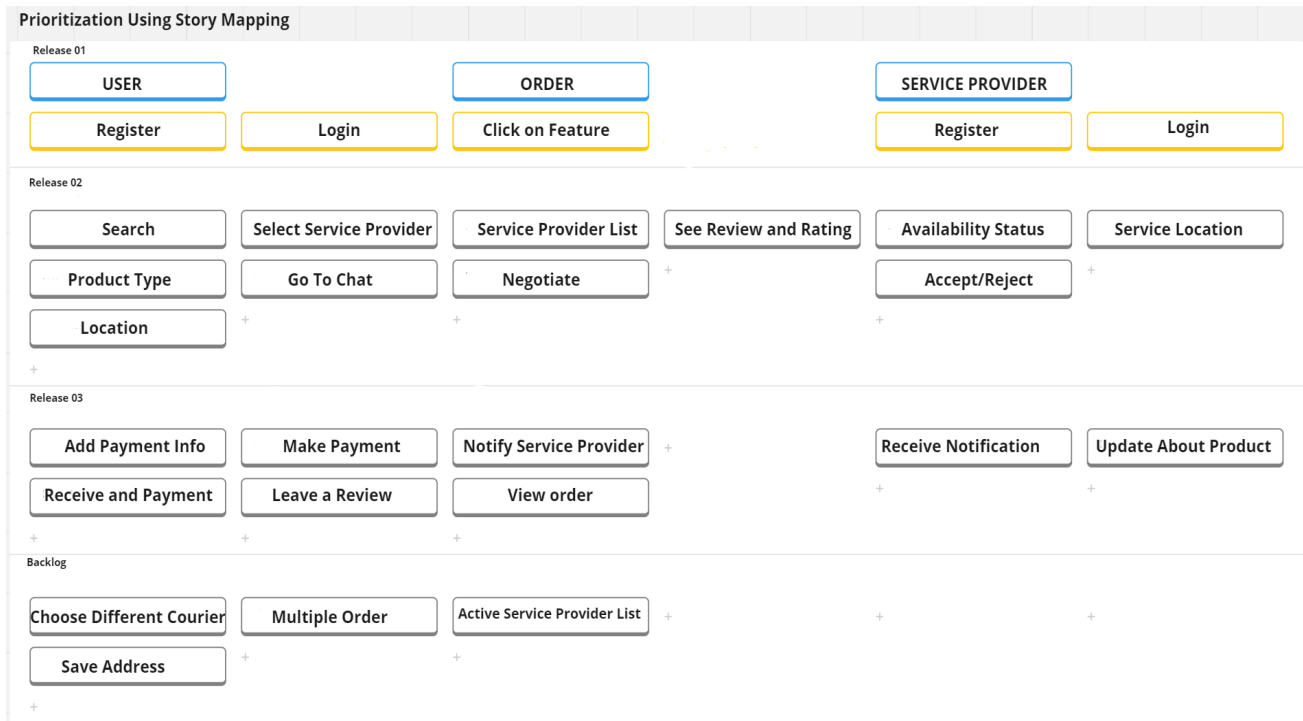 Prioritization Using Story Mapping
Release 01
USER
ORDER
SERVICE PROVIDER
Register
Login
Click on Feature
Register
Login
Release 02
Search
Select Service Provider
Service Provider List
See Review and Rating
Availability Status
Service Location
Product Type
Go To Chat
Negotiate
Accept/Reject
Location
Release 03
Add Payment Info
Make Payment
Notify Service Provider
Receive Notification
Update About Product
Receive and Payment
Leave a Review
View order
Backlog
Choose Different Courier
Multiple Order
Active Service Provider List
Save Address